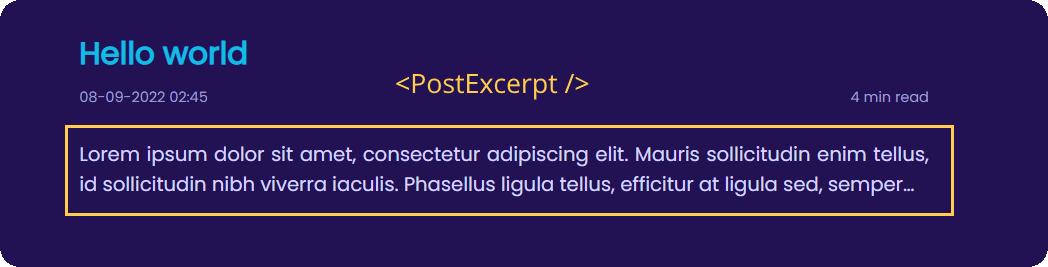 Hello world
<PostExcerpt />
08-09-2022 02:45
4 min read
Lorem ipsum dolor sit amet, consectetur adipiscing elit. Mauris sollicitudin enim tellus,
id sollicitudin nibh viverra iaculis. Phasellus ligula tellus, efficitur at ligula sed, semper...